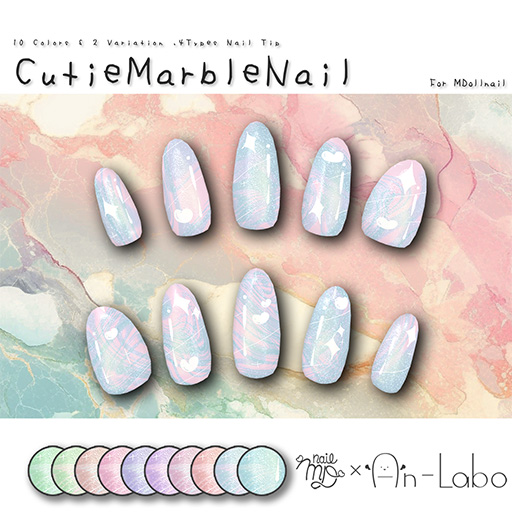 10 Colors & 2 Variation .4Types Nail Tip
CutieMarbleNail
For MDollnail
nail
MD × An-Labo